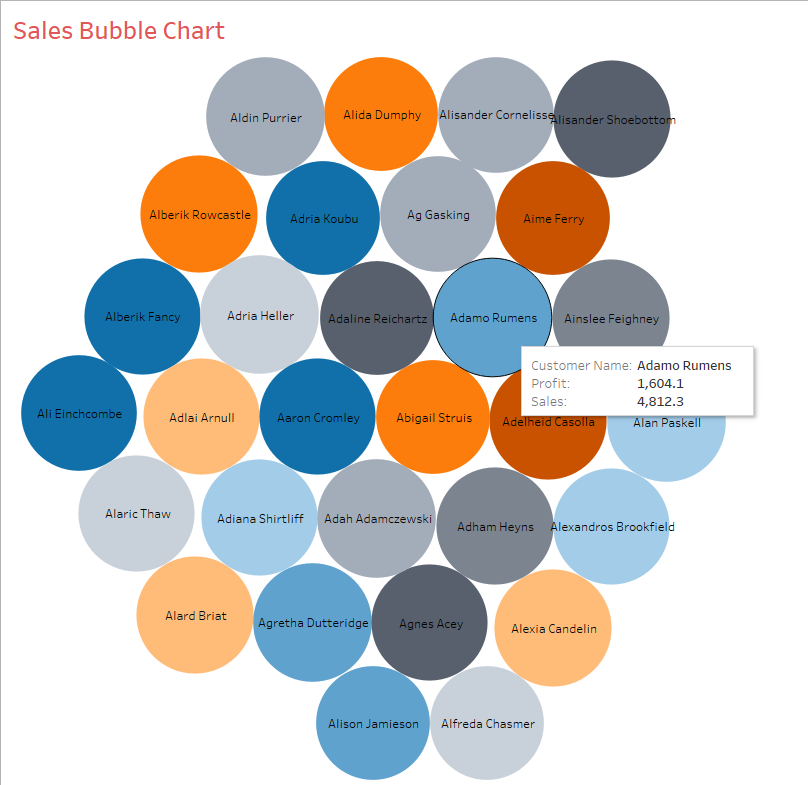 Sales Bubble Chart
Aldin Purrier
Alida Dumphy
Alisander Cornelisse
Alisander Shoebottom
Alberik Rowcastle
Adria Koubu
Ag Gasking
Aime Ferry
Alberik Fancy
Adria Heller
Adaline Reichartz
Adamo Rumens
Ainslee Feighney
Customer Name: Adamo Rumens
Profit: 1,604.1
Sales: 4,812.3
Ali Einchcombe
Adlai Arnull
Aaron Cromley
Abigail Struis
Adelheid Casolla
Alan Paskell
Alaric Thaw
Adiana Shirtliff
Adah Adamczewski
Adham Heyns
Alexandros Brookfield
Alard Briat
Agretha Dutteridge
Agnes Acey
Alexia Candelin
Alison Jamieson
Alfreda Chasmer